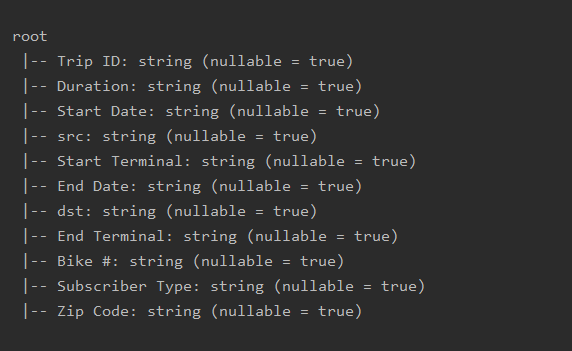 root
 |-- Trip ID: string (nullable = true)
 |-- Duration: string (nullable = true)
 |-- Start Date: string (nullable = true)
 |-- src: string (nullable = true)
 |-- Start Terminal: string (nullable = true)
 |-- End Date: string (nullable = true)
 |-- dst: string (nullable = true)
 |-- End Terminal: string (nullable = true)
 |-- Bike #: string (nullable = true)
 |-- Subscriber Type: string (nullable = true)
 |-- Zip Code: string (nullable = true)